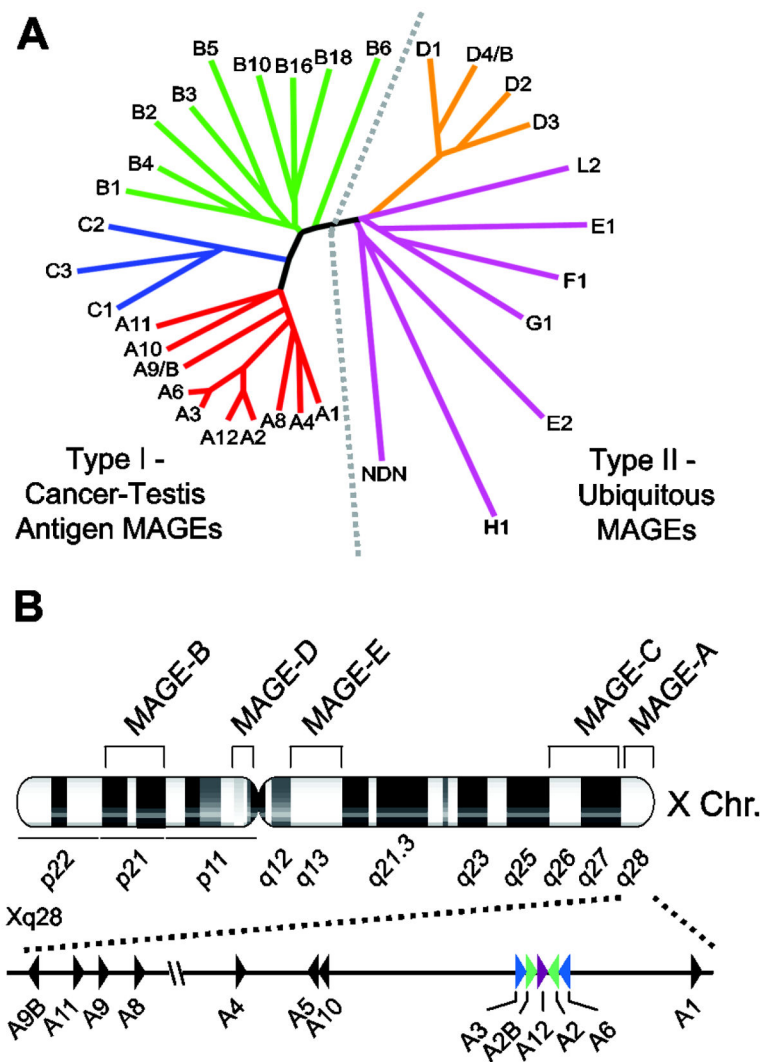 A
B5
B10
B16
B18
B6
D1
D4/B
D2
D3
B3
B2
B4
B1
L2
E1
F1
G1
E2
H1
NDN
C2
C3
C1
A11
A10
A9/B
A6
A3
A12
A2
A8
A4
A1
Type I -
Cancer-Testis
Antigen MAGEs
Type II -
Ubiquitous
MAGEs
B
MAGE-B
MAGE-D
MAGE-E
MAGE-C
MAGE-A
X Chr.
p22
p21
p11
q12
q13
q21.3
q23
q25
q26
q27
q28
Xq28
A9B
A11
A9
A8
A4
A5
A10
A3
A2B
A12
A2
A6
A1